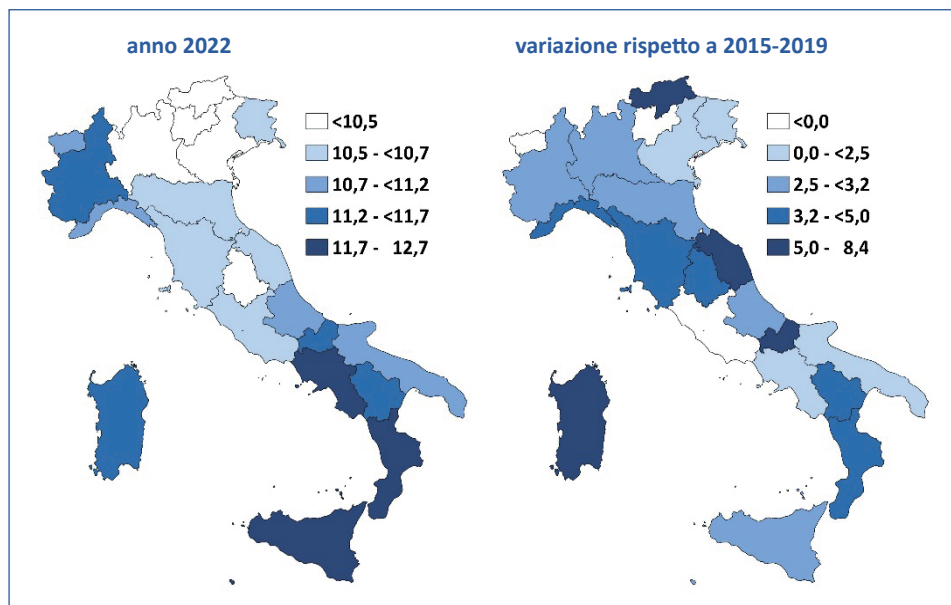 anno 2022
<10,5
10,5 - <10,7
10,7 - <11,2
11,2 - <11,7
11,7 - 12,7
variazione rispetto a 2015-2019
<0,0
0,0 - <2,5
2,5 - <3,2
3,2 - <5,0
5,0 - 8,4